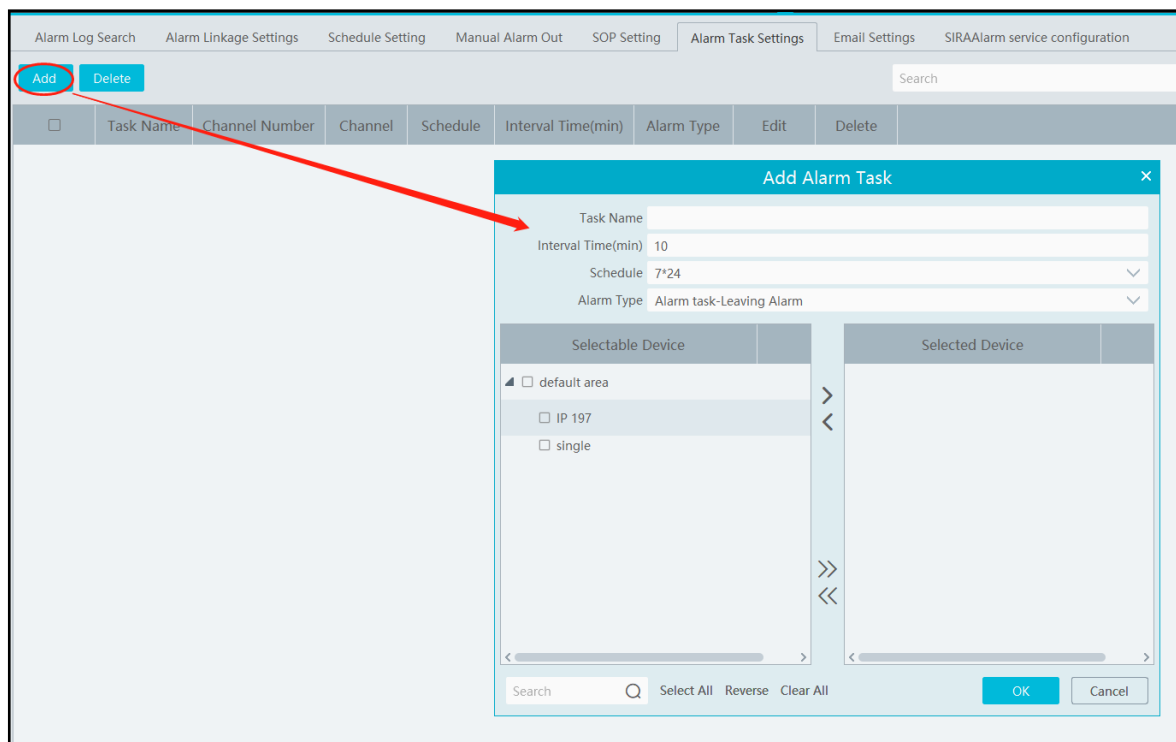 Alarm Log Search Alarm Linkage Settings Schedule Setting Manual Alarm Out SOP Setting Alarm Task Settings Email Settings SIRAAlarm service configuration
Add Delete Search
Task Name Channel Number Channel Schedule Interval Time(min) Alarm Type Edit Delete
Add Alarm Task
Task Name
Interval Time(min) 10
Schedule 7*24
Alarm Type Alarm task-Leaving Alarm
Selectable Device Selected Device
default area
IP 197
single
Search Select All Reverse Clear All OK Cancel